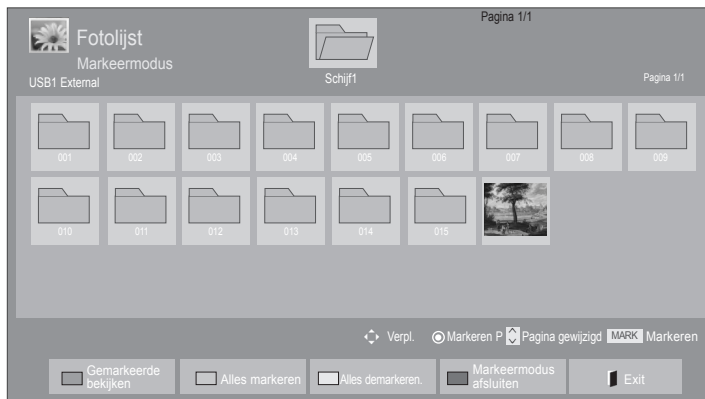 Pagina 1/1
Fotolijst
Markeermodus
USB1 External
Schijf1
Pagina 1/1
001 002 003 004 005 006 007 008 009
010 011 012 013 014 015
Verpl. Markeren P Pagina gewijzigd MARK Markeren
Gemarkeerde bekijken
Alles markeren
Alles demarkeren.
Markeermodus afsluiten
Exit